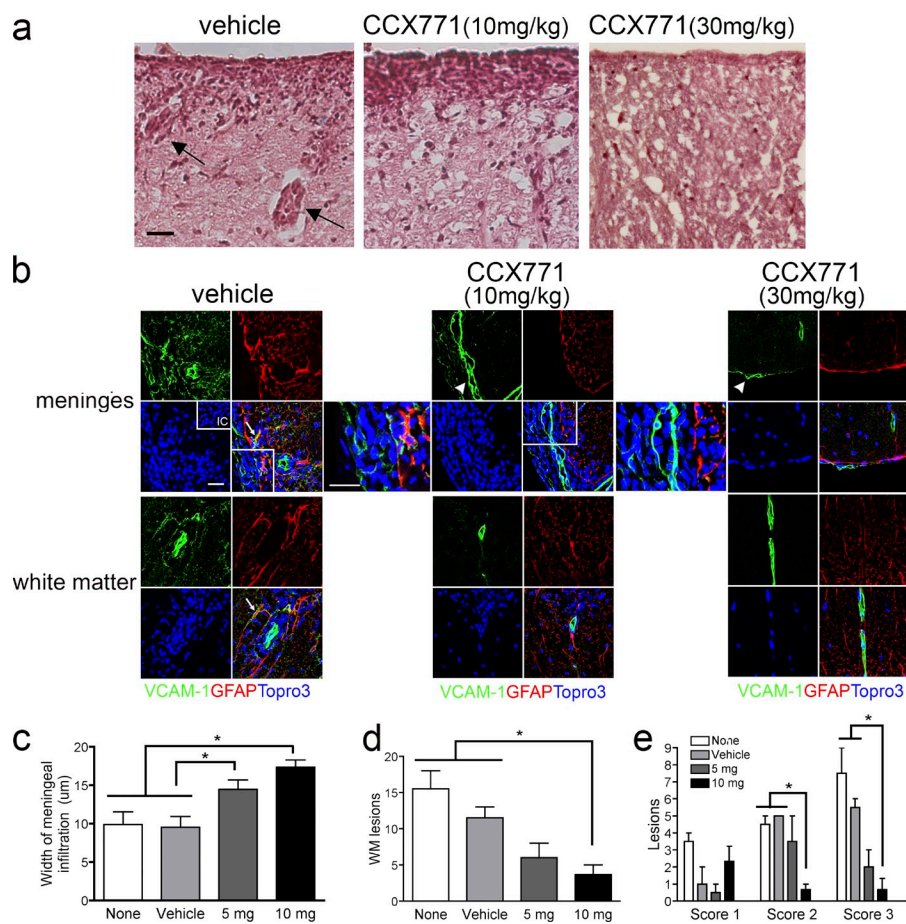 a
vehicle
CCX771(10mg/kg)
CCX771(30mg/kg)
b
vehicle
CCX771
(10mg/kg)
CCX771
(30mg/kg)
meninges
IC
white matter
VCAM-1GFAPTopro3
VCAM-1GFAPTopro3
VCAM-1GFAPTopro3
c
Width of meningeal
infiltration (um)
20
15
10
5
0
*
*
None
Vehicle
5 mg
10 mg
d
WM lesions
20
15
10
5
0
*
None
Vehicle
5 mg
10 mg
e
Lesions
9
8
7
6
5
4
3
2
1
0
None
Vehicle
5 mg
10 mg
*
*
Score 1
Score 2
Score 3